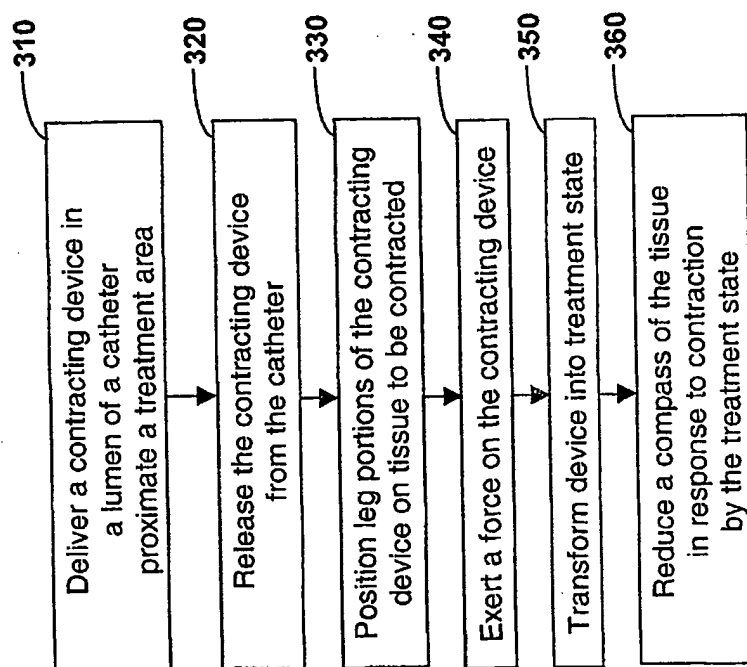 310
Deliver a contracting device in
a lumen of a catheter
proximate a treatment area
320
Release the contracting device
from the catheter
330
Position leg portions of the contracting
device on tissue to be contracted
340
Exert a force on the contracting device
350
Transform device into treatment state
360
Reduce a compass of the tissue
in response to contraction
by the treatment state